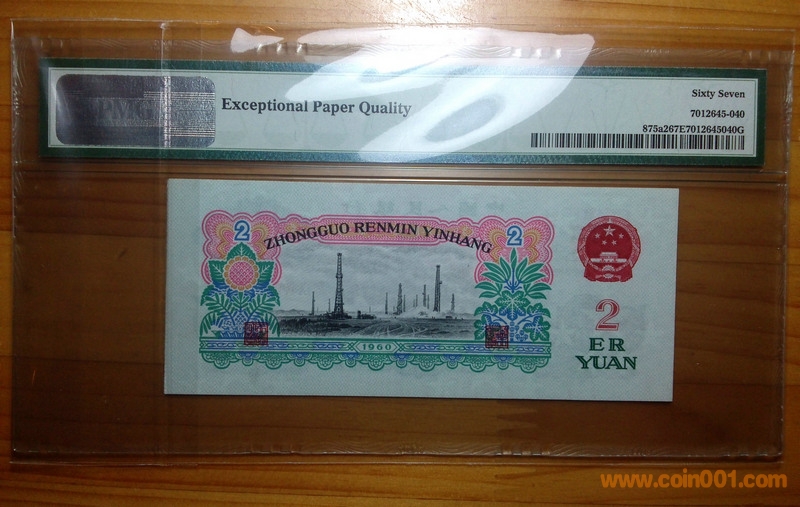 PMG
Exceptional Paper Quality
Sixty Seven
7012645-040
875a267E7012645040G
2
ZHONGGUO RENMIN YINHANG
2
1960
2
ER
YUAN
www.coin001.com